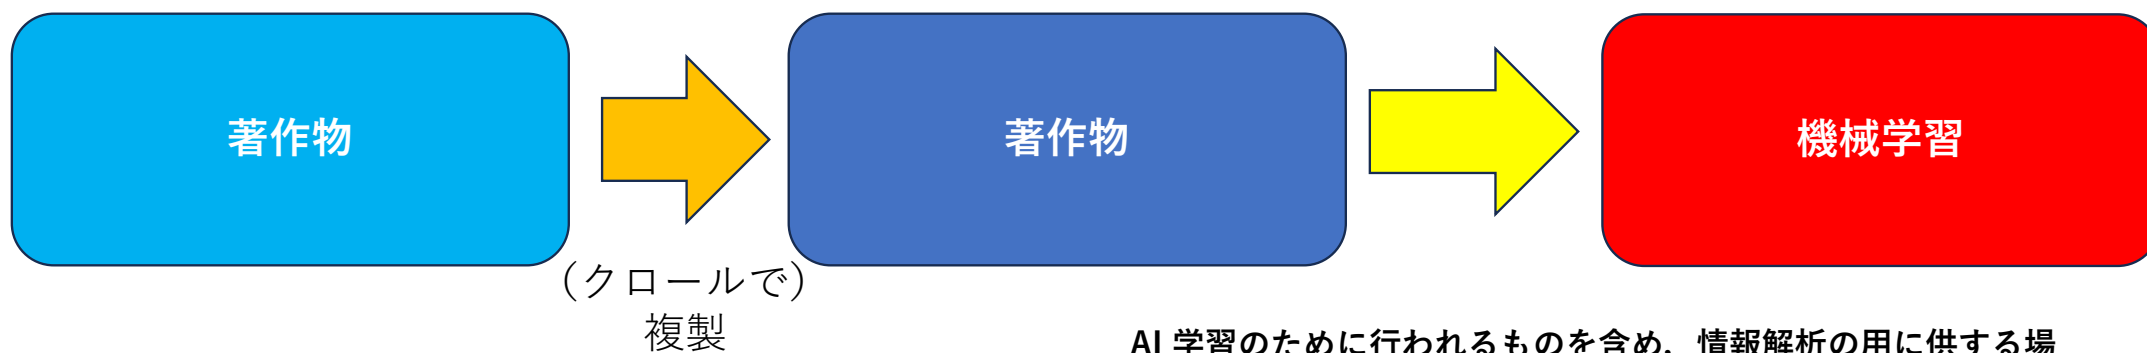 著作物
著作物
機械学習
（クロールで）
複製
AI 学習のために行われるものを含め，情報解析の用に供する場